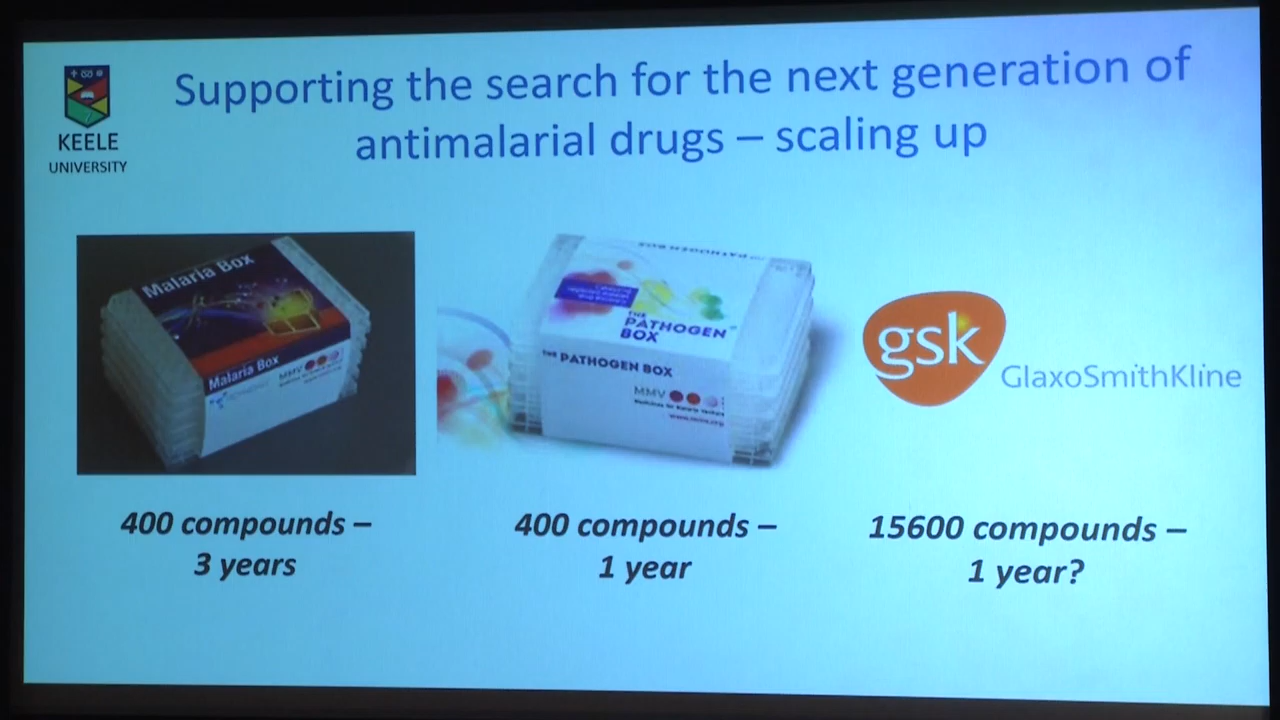 Supporting the search for the next generation of
antimalarial drugs – scaling up
KEELE
UNIVERSITY
Malaria Box
Malaria Box
MMV
THE
PATHOGEN
BOX
THE PATHOGEN BOX
MMV
gsk
GlaxoSmithKline
400 compounds –
3 years
400 compounds –
1 year
15600 compounds –
1 year?